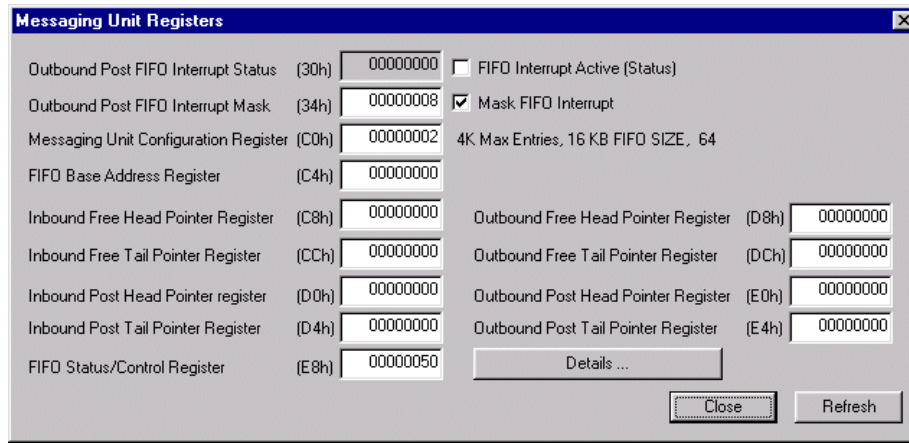 Messaging Unit Registers
Outbound Post FIFO Interrupt Status (30h) 00000000 FIFO Interrupt Active (Status)
Outbound Post FIFO Interrupt Mask (34h) 00000008 Mask FIFO Interrupt
Messaging Unit Configuration Register (C0h) 00000002 4K Max Entries, 16 KB FIFO SIZE, 64
FIFO Base Address Register (C4h) 00000000
Inbound Free Head Pointer Register (C8h) 00000000 Outbound Free Head Pointer Register (D8h) 00000000
Inbound Free Tail Pointer Register (CCh) 00000000 Outbound Free Tail Pointer Register (DCh) 00000000
Inbound Post Head Pointer register (D0h) 00000000 Outbound Post Head Pointer Register (E0h) 00000000
Inbound Post Tail Pointer Register (D4h) 00000000 Outbound Post Tail Pointer Register (E4h) 00000000
FIFO Status/Control Register (E8h) 00000050 Details ...
Close Refresh